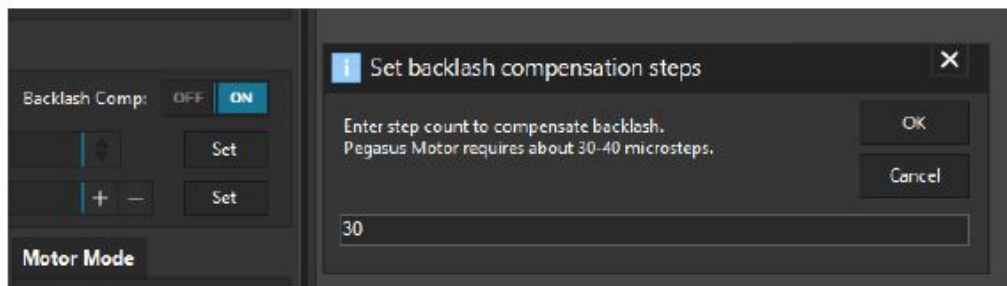 Backlash Comp: OFF ON
Set
+ − Set
Motor Mode
i Set backlash compensation steps
Enter step count to compensate backlash.
Pegasus Motor requires about 30-40 microsteps.
OK
Cancel
30